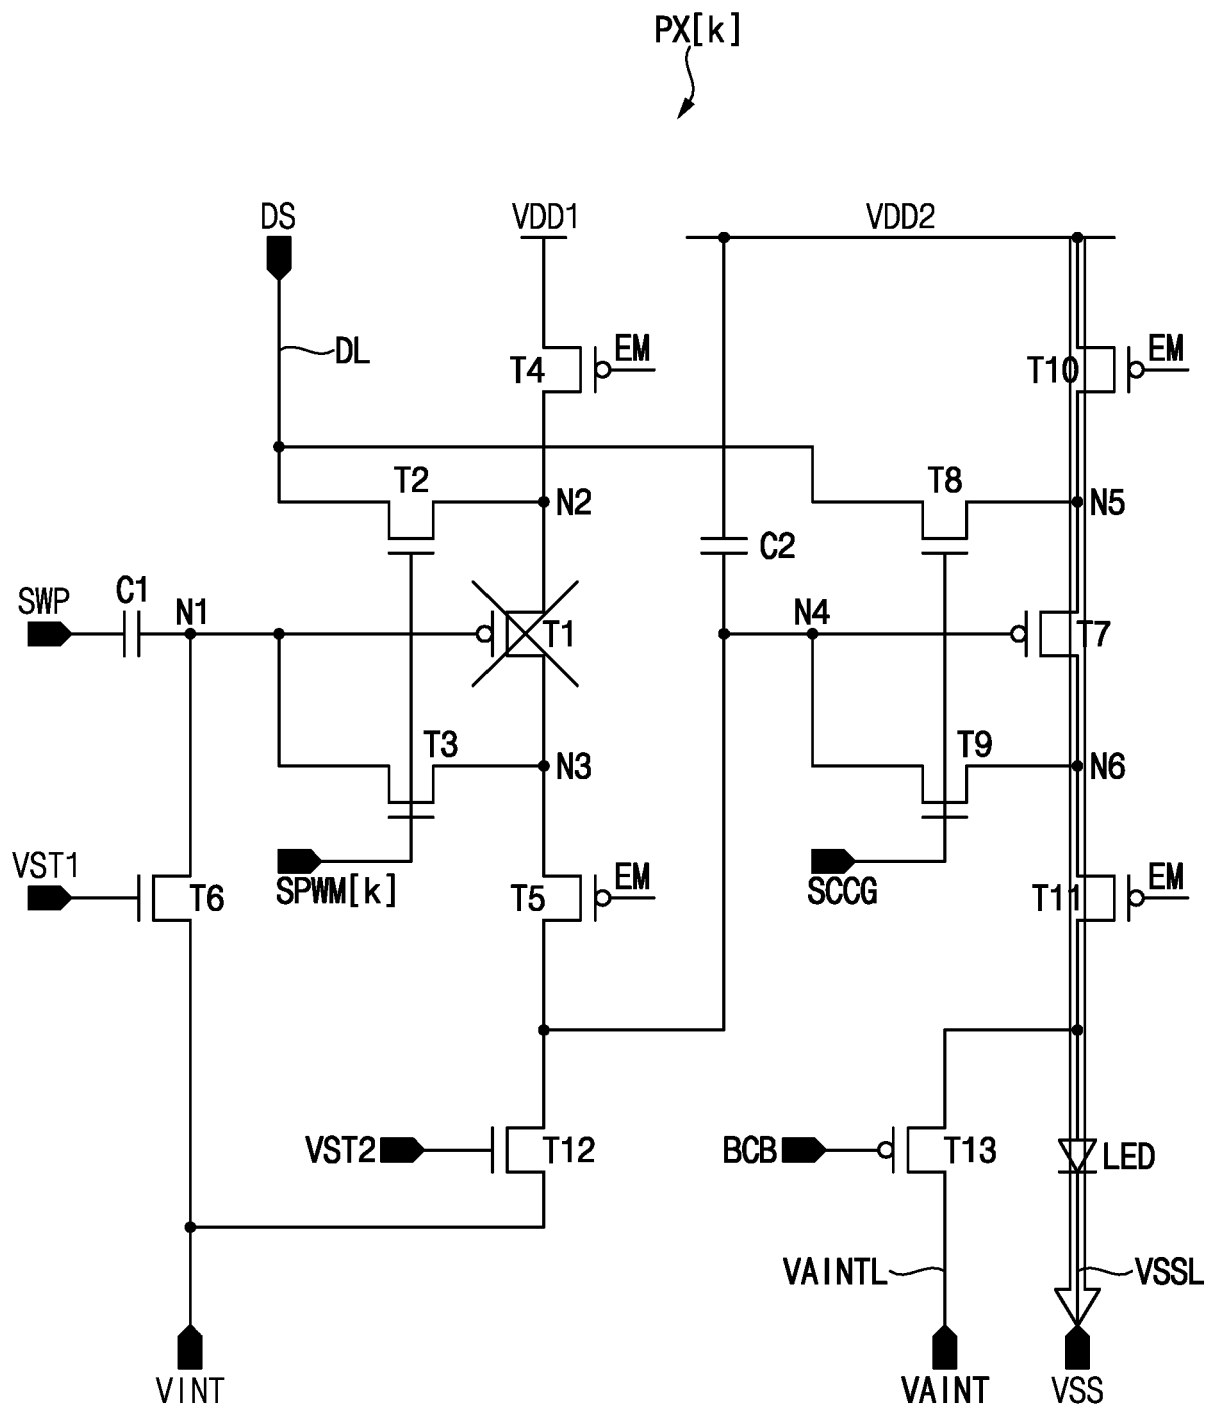 PX[k]
DS
VDD1
VDD2
DL
T4
EM
T10
EM
T2
N2
T8
N5
C2
SWP
C1
N1
T1
N4
T7
T3
N3
T9
N6
VST1
T6
SPWM[k]
T5
EM
SCCG
T11
EM
VST2
T12
BCB
T13
LED
VAINTL
VSSL
VINT
VAINT
VSS